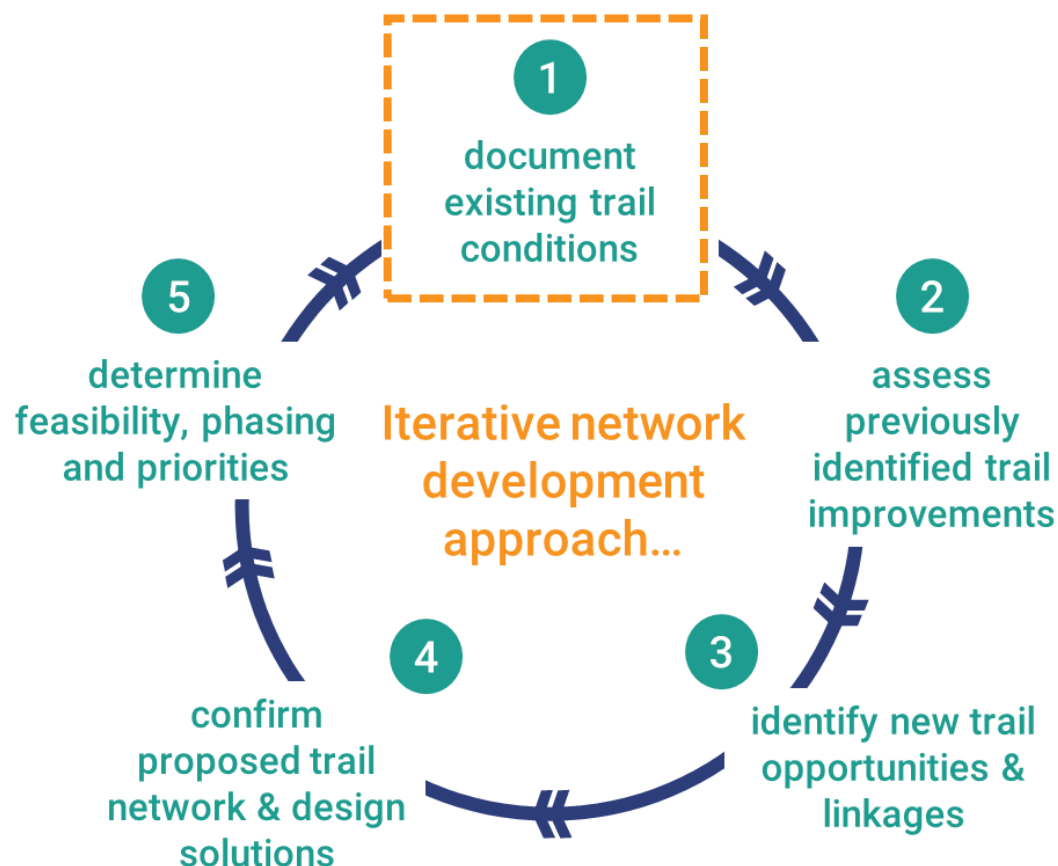 1
document
existing trail
conditions
2
assess
previously
identified trail
improvements
3
identify new trail
opportunities &
linkages
4
confirm
proposed trail
network & design
solutions
5
determine
feasibility, phasing
and priorities
Iterative network
development
approach...